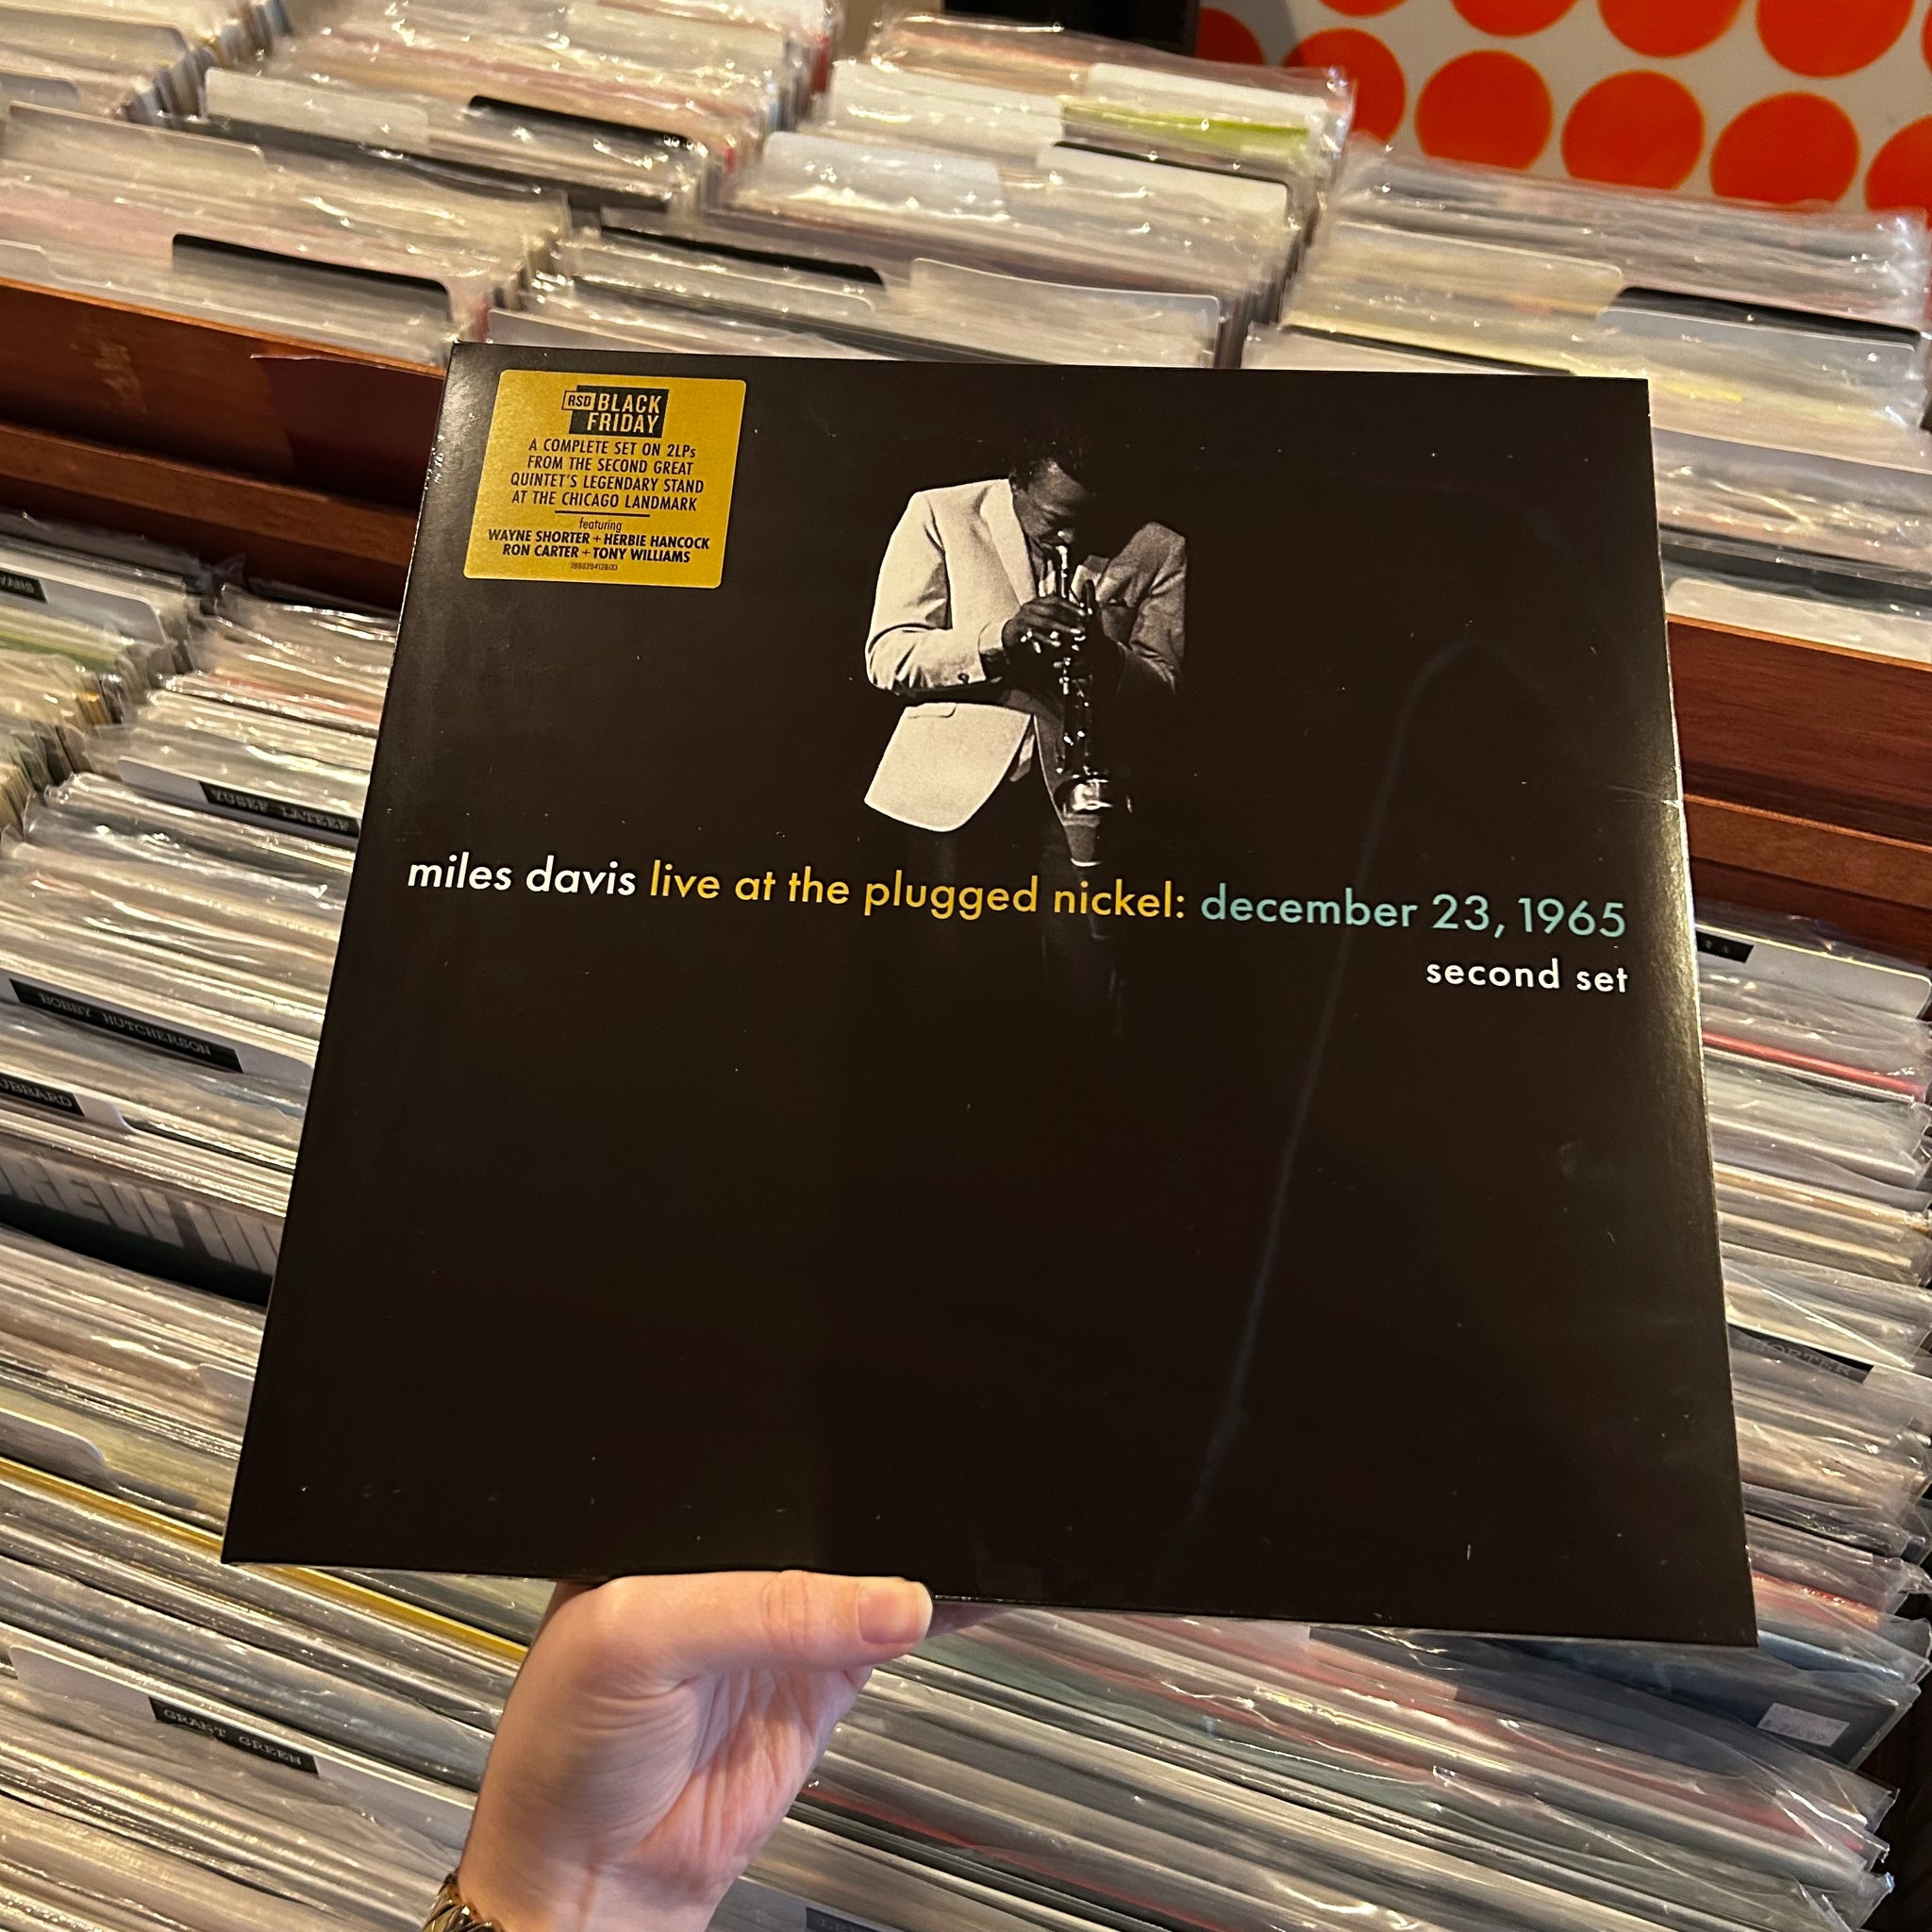 RSD BLACK
FRIDAY
A COMPLETE SET ON 2LPs
FROM THE SECOND GREAT
QUINTET'S LEGENDARY STAND
AT THE CHICAGO LANDMARK
featuring
WAYNE SHORTER + HERBIE HANCOCK
RON CARTER + TONY WILLIAMS
miles davis live at the plugged nickel: december 23, 1965
second set
YUSEF LATEEF
BOBBY HUTCHERSON
GRANT GREEN